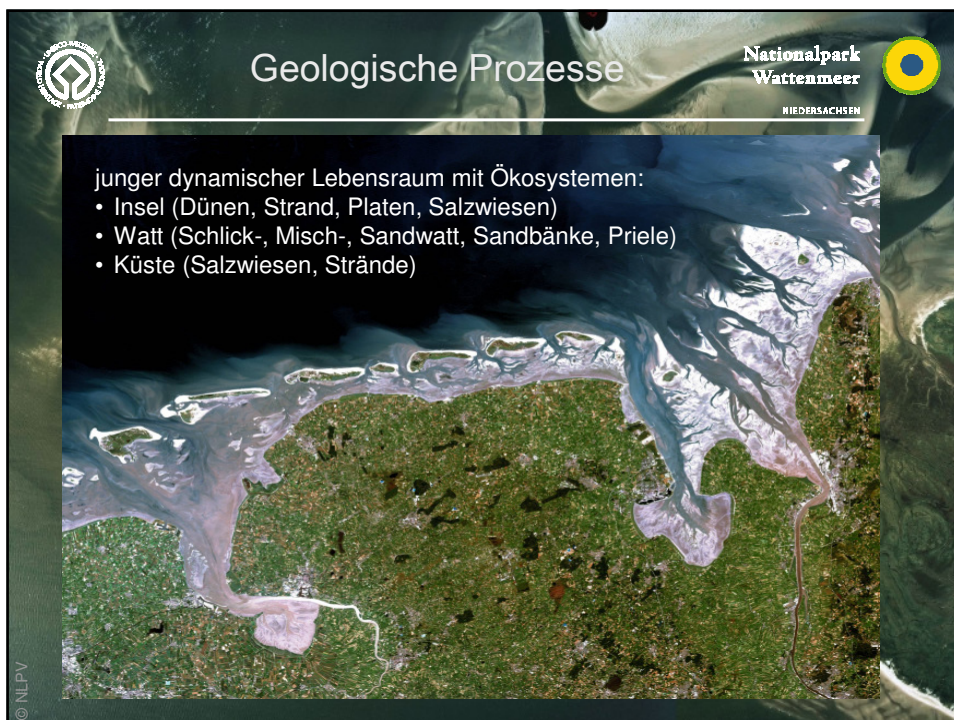 Geologische Prozesse
Nationalpark
Wattenmeer
NIEDERSACHSEN
junger dynamischer Lebensraum mit Ökosystemen:
• Insel (Dünen, Strand, Platen, Salzwiesen)
• Watt (Schlick-, Misch-, Sandwatt, Sandbänke, Priele)
• Küste (Salzwiesen, Strände)
© NLPV